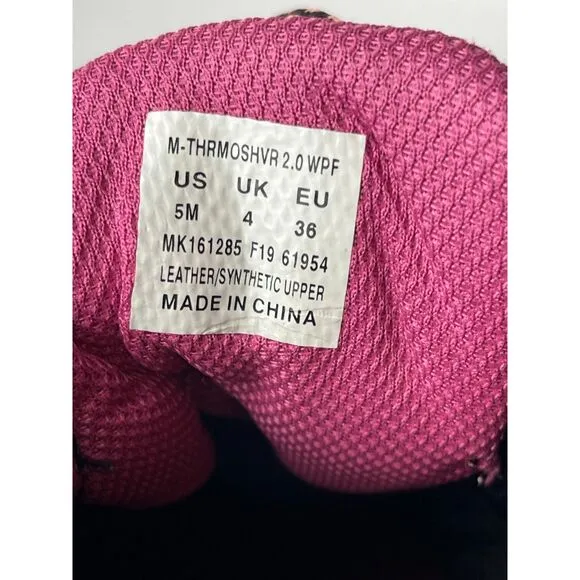 M-THRMOSHVR 2.0 WPF
US UK EU
5M 4 36
MK161285 F19 61954
LEATHER/SYNTHETIC UPPER
MADE IN CHINA